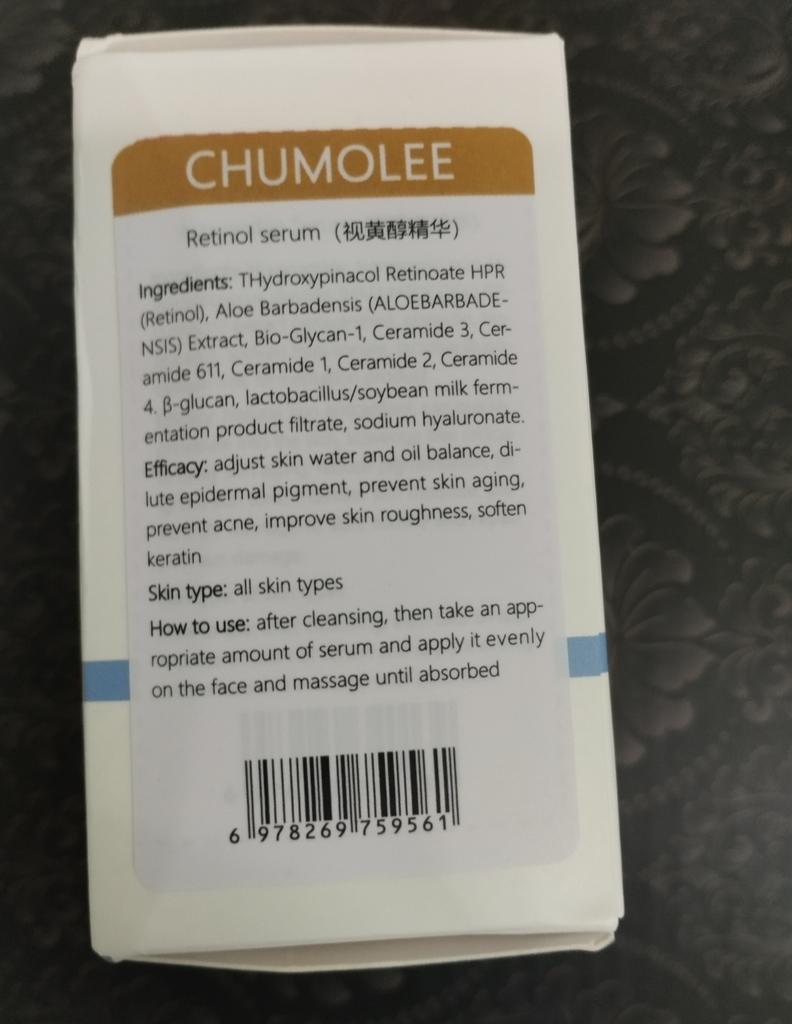 CHUMOLEE
Retinol serum（视黄醇精华）
Ingredients: THydroxypinacol Retinoate HPR
(Retinol), Aloe Barbadensis (ALOEBARBADE-
NSIS) Extract, Bio-Glycan-1, Ceramide 3, Cer-
amide 611, Ceramide 1, Ceramide 2, Ceramide
4. β-glucan, lactobacillus/soybean milk ferm-
entation product filtrate, sodium hyaluronate.
Efficacy: adjust skin water and oil balance, di-
lute epidermal pigment, prevent skin aging,
prevent acne, improve skin roughness, soften
keratin
Skin type: all skin types
How to use: after cleansing, then take an app-
ropriate amount of serum and apply it evenly
on the face and massage until absorbed
6 978269 759561